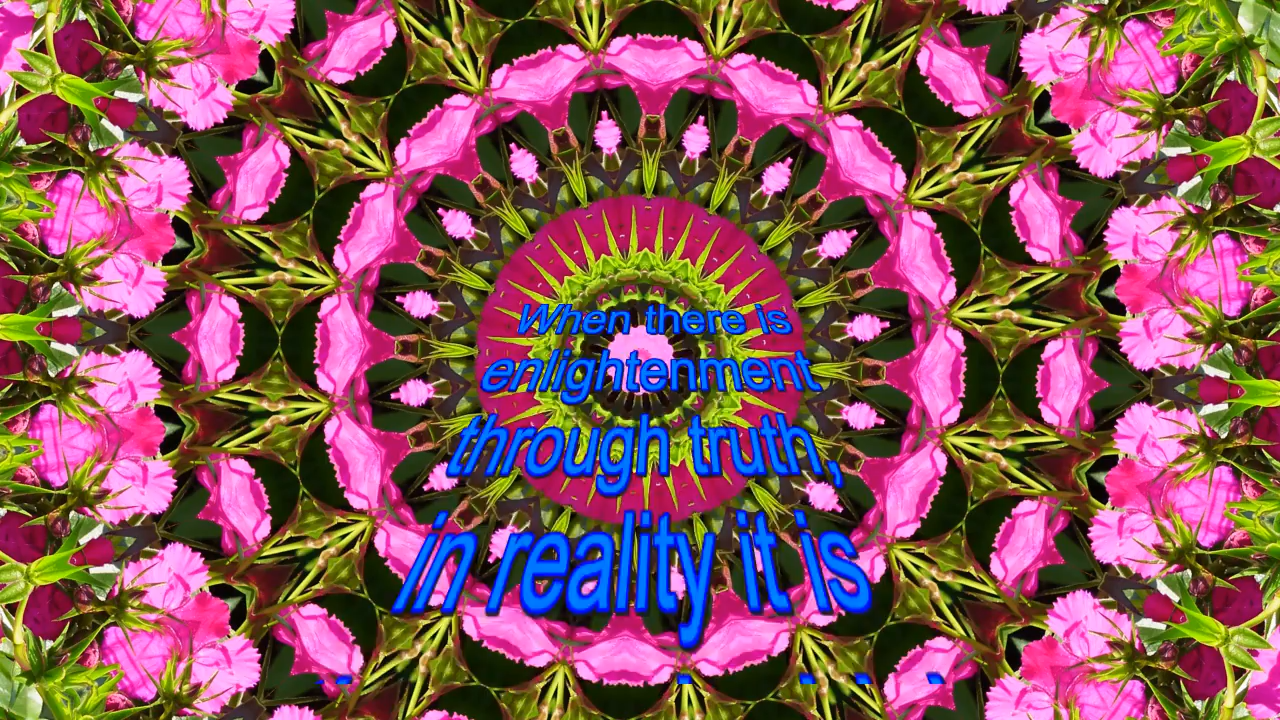 When there is
enlightenment
through truth,
in reality it is